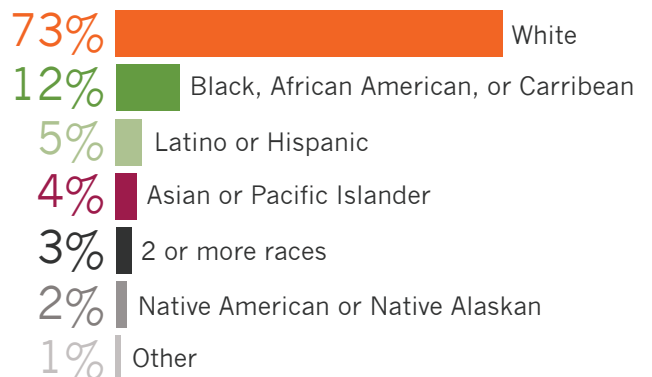 73% White
12% Black, African American, or Carribean
5% Latino or Hispanic
4% Asian or Pacific Islander
3% 2 or more races
2% Native American or Native Alaskan
1% Other